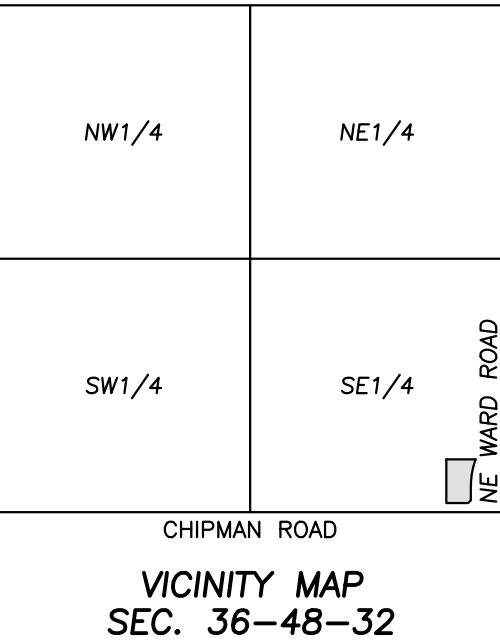 NW1/4
NE1/4
SW1/4
SE1/4
NE WARD ROAD
CHIPMAN ROAD
VICINITY MAP
SEC. 36-48-32